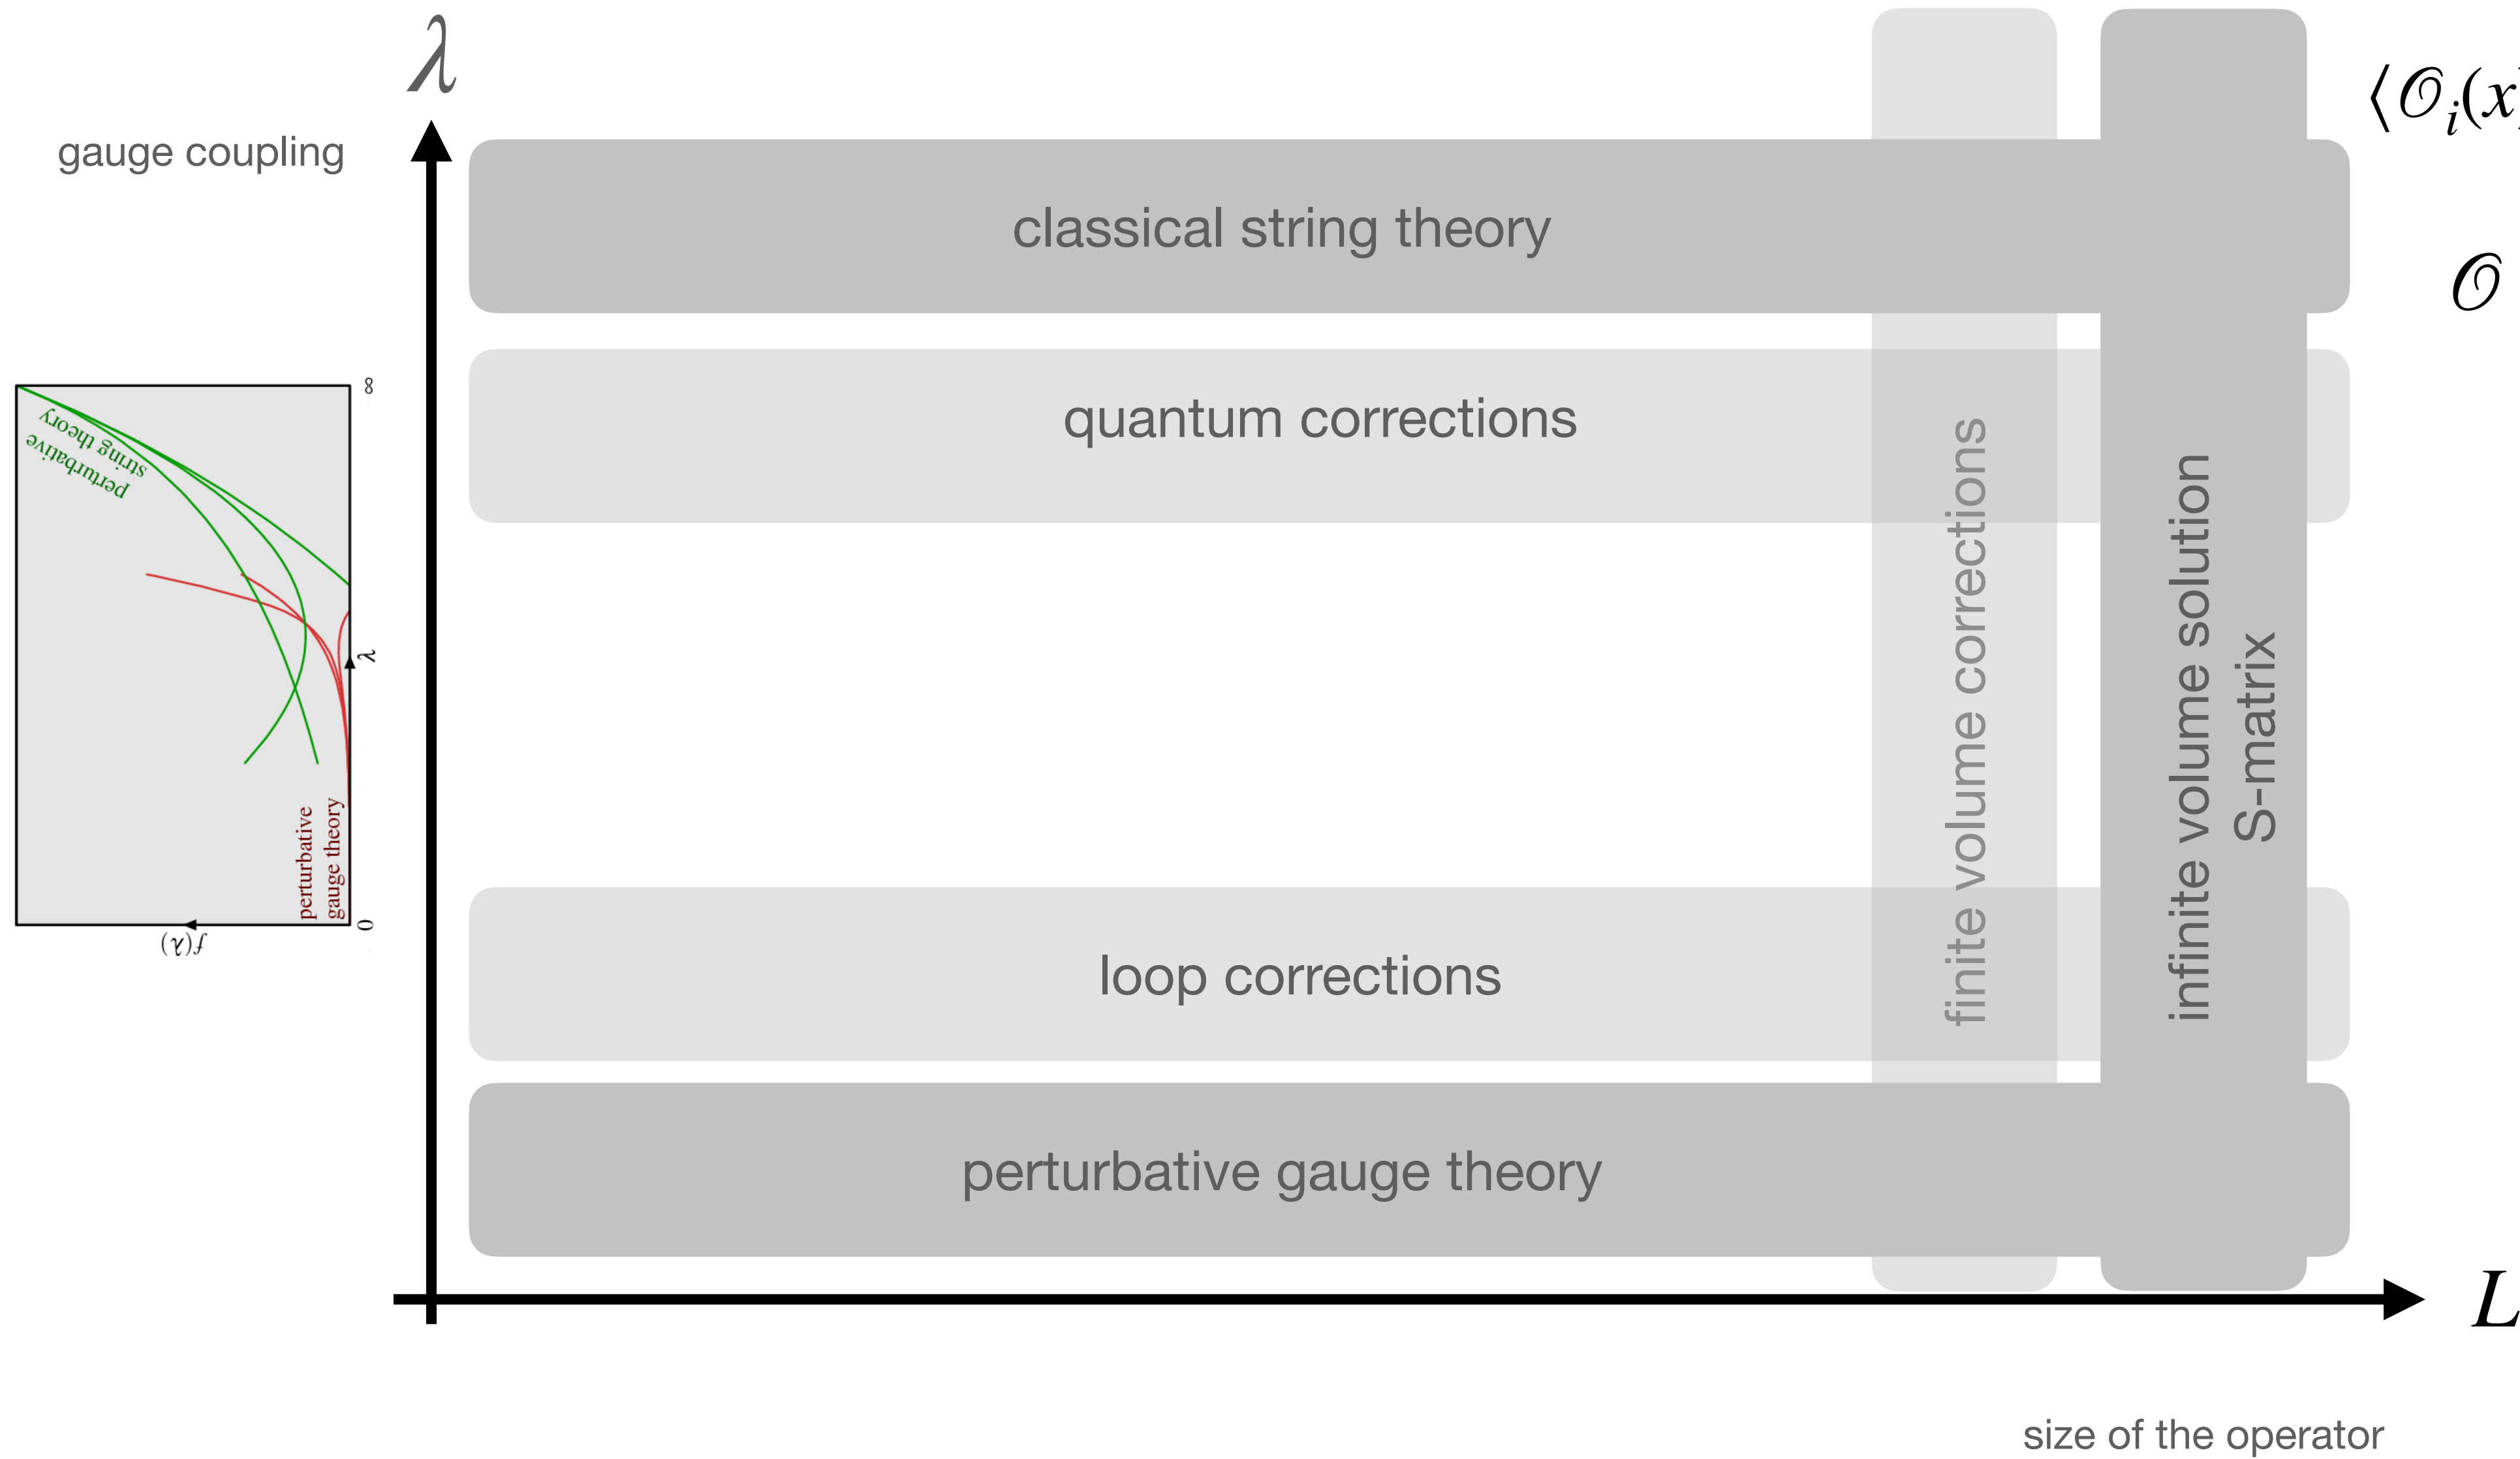 λ
gauge coupling
⟨𝒪ᵢ(x
classical string theory
𝒪
quantum corrections
finite volume corrections
infinite volume solution
S-matrix
∞
perturbative
string theory
λ
perturbative
gauge theory
0
f(λ)
loop corrections
perturbative gauge theory
L
size of the operator